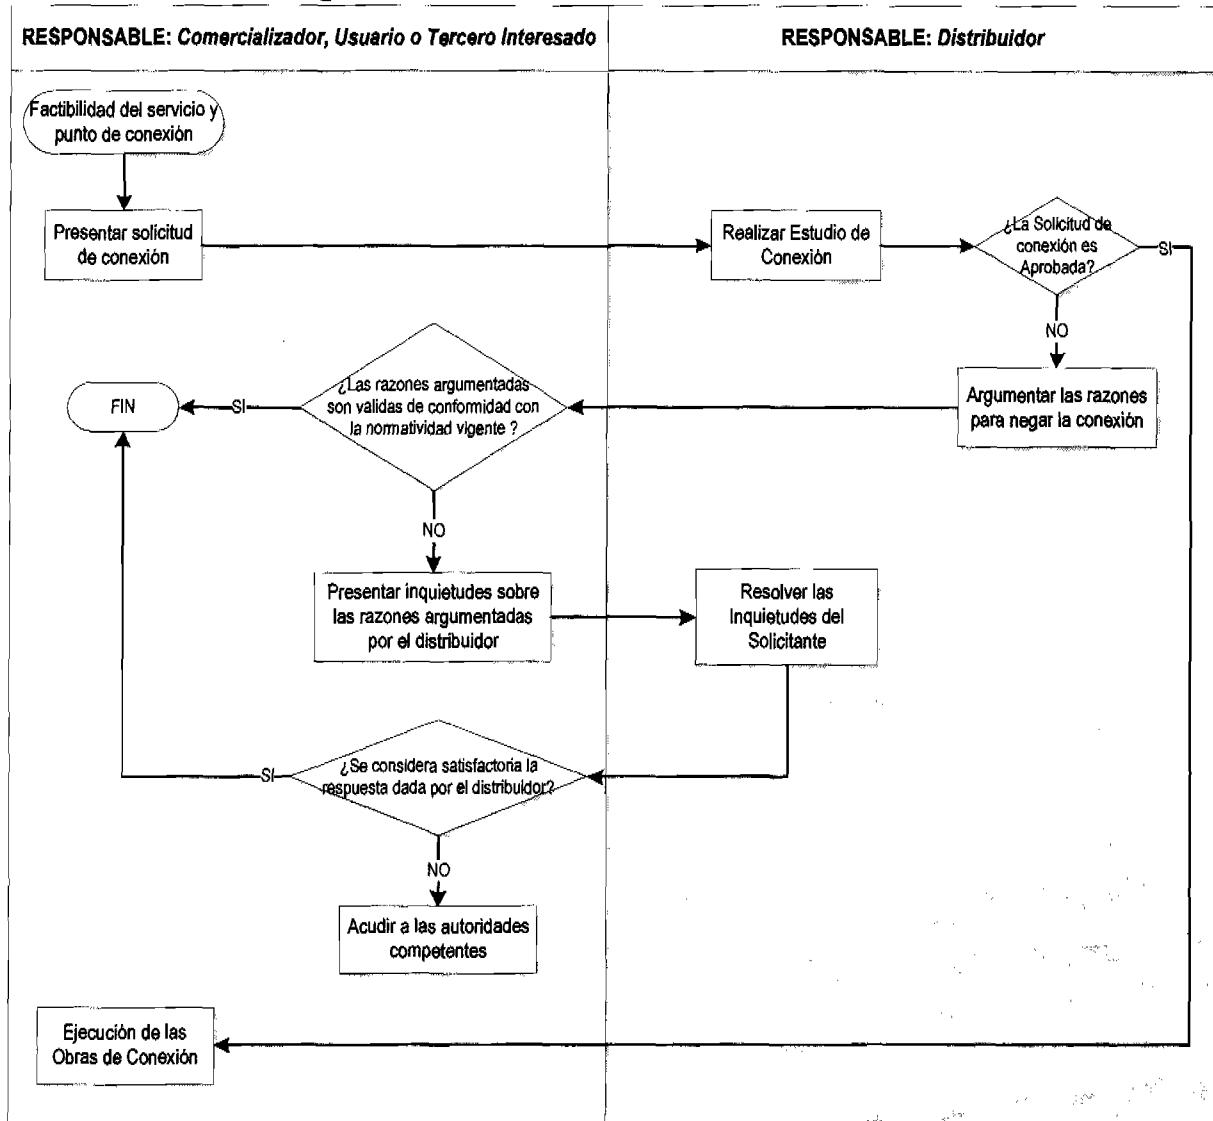 RESPONSABLE: Comercializador, Usuario o Tercero Interesado
RESPONSABLE: Distribuidor
Factibilidad del servicio y
punto de conexión
Presentar solicitud
de conexión
Realizar Estudio de
Conexión
¿La Solicitud de
conexión es
Aprobada?
SI
NO
Argumentar las razones
para negar la conexión
¿Las razones argumentadas
son validas de conformidad con
la normatividad vigente ?
SI
FIN
NO
Presentar inquietudes sobre
las razones argumentadas
por el distribuidor
Resolver las
Inquietudes del
Solicitante
¿Se considera satisfactoria la
respuesta dada por el distribuidor?
SI
NO
Acudir a las autoridades
competentes
Ejecución de las
Obras de Conexión